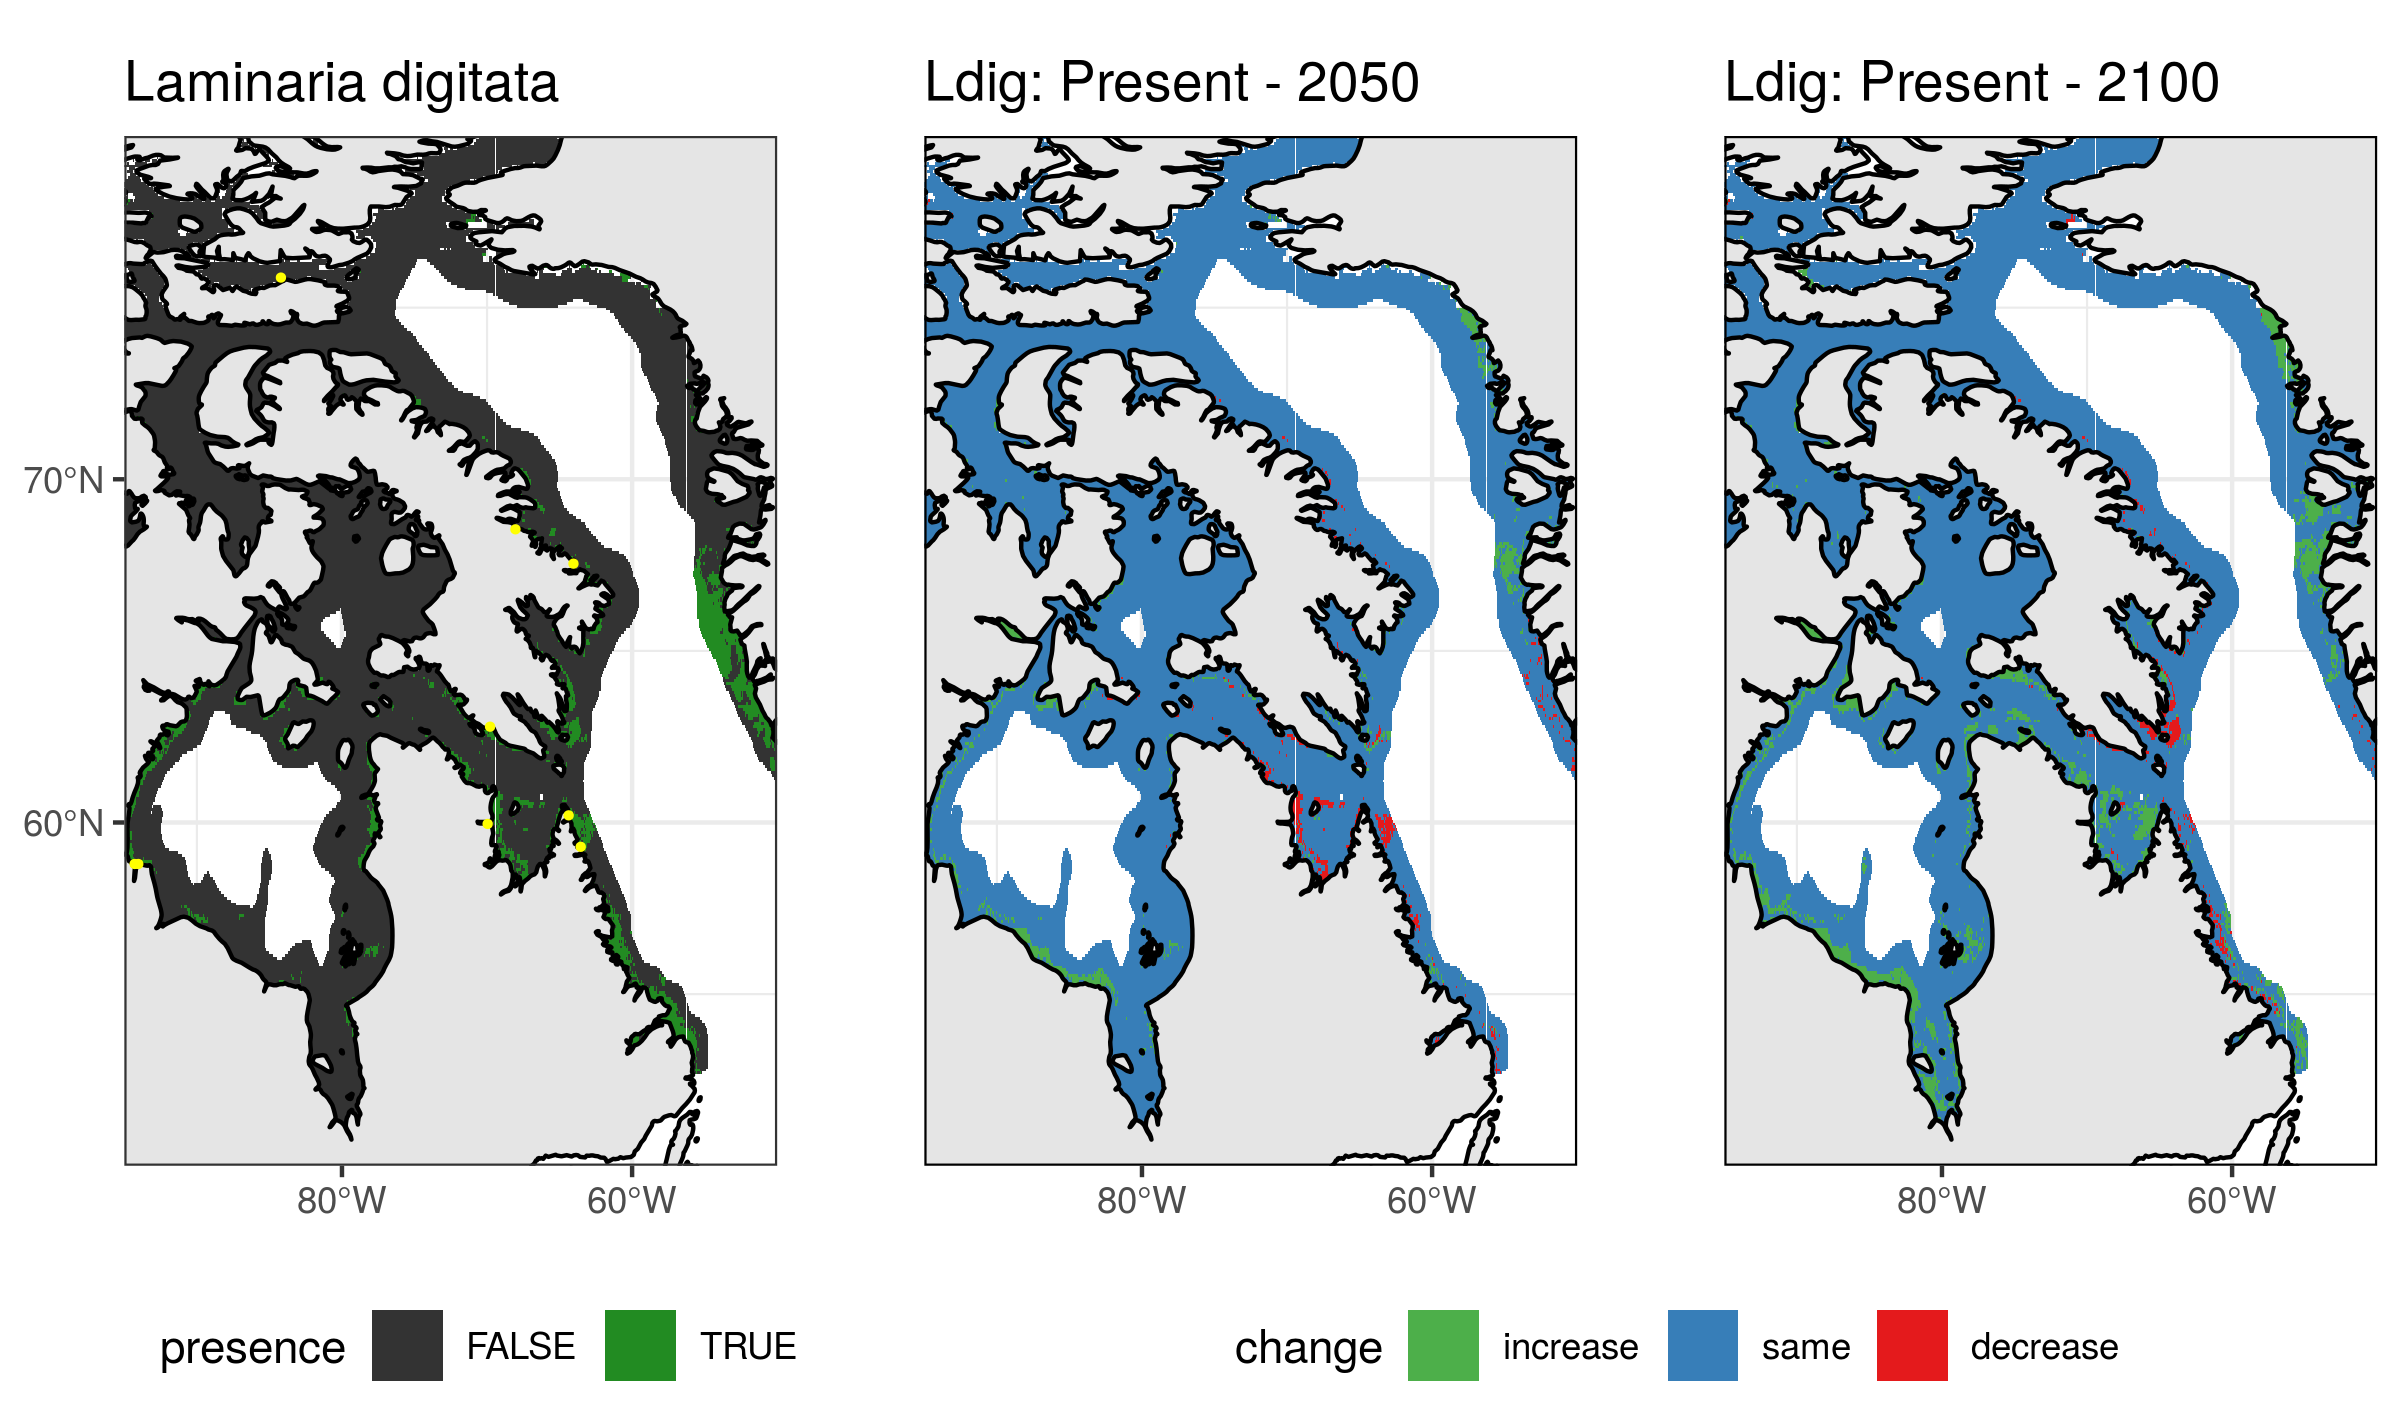 Laminaria digitata
Ldig: Present - 2050
Ldig: Present - 2100
70°N
60°N
80°W
60°W
80°W
60°W
80°W
60°W
presence FALSE TRUE
change increase same decrease